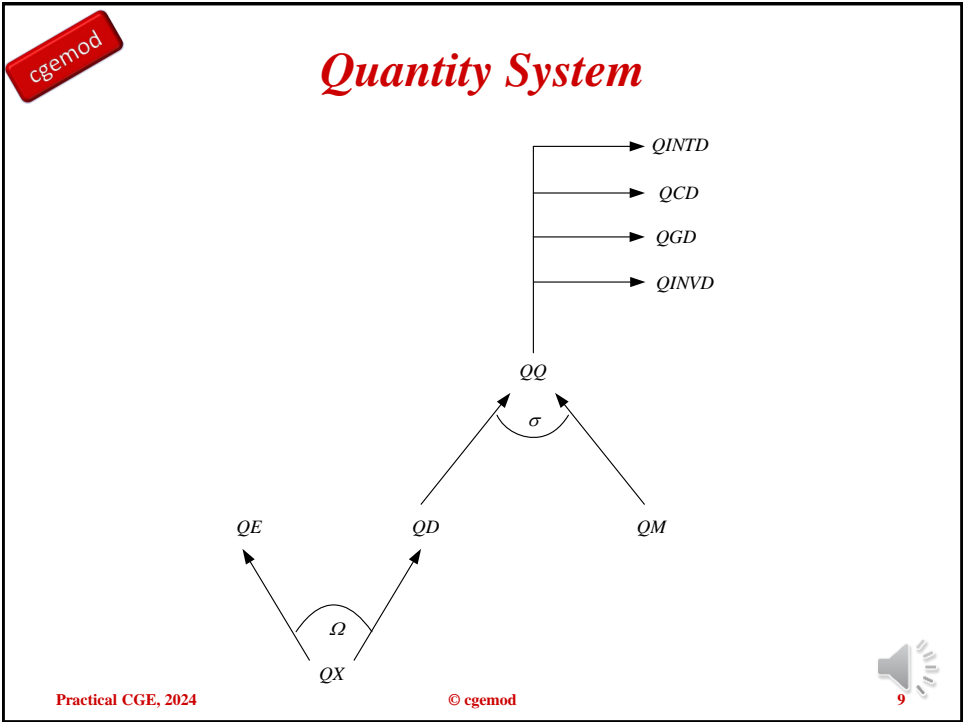 cgemod
Quantity System
QINTD
QCD
QGD
QINVD
QQ
σ
QE QD QM
Ω
QX
Practical CGE, 2024 © cgemod 9